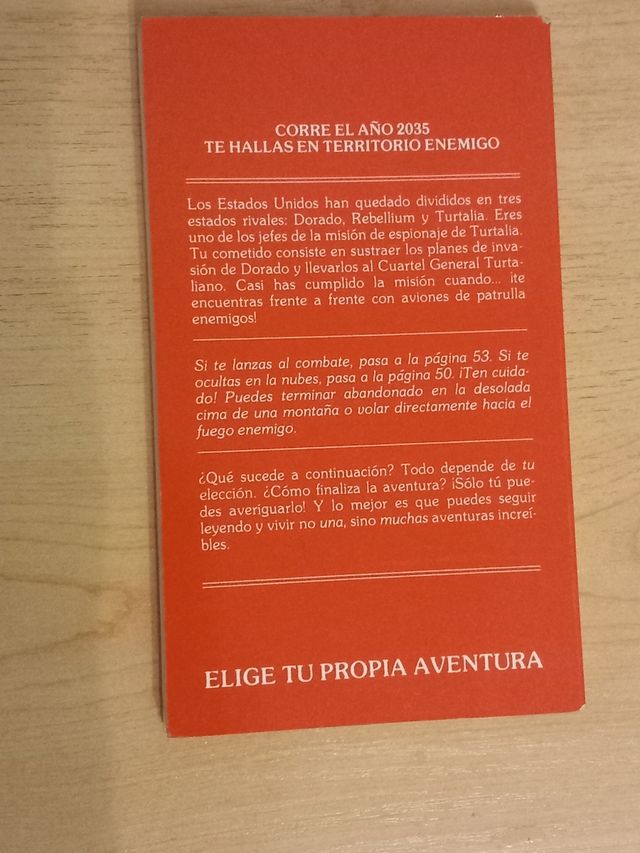 CORRE EL AÑO 2035
TE HALLAS EN TERRITORIO ENEMIGO
Los Estados Unidos han quedado divididos en tres
estados rivales: Dorado, Rebellium y Turtalia. Eres
uno de los jefes de la misión de espionaje de Turtalia.
Tu cometido consiste en sustraer los planes de inva-
sión de Dorado y llevarlos al Cuartel General Turta-
liano. Casi has cumplido la misión cuando... ¡te
encuentras frente a frente con aviones de patrulla
enemigos!
Si te lanzas al combate, pasa a la página 53. Si te
ocultas en la nubes, pasa a la página 50. ¡Ten cuida-
do! Puedes terminar abandonado en la desolada
cima de una montaña o volar directamente hacia el
fuego enemigo.
¿Qué sucede a continuación? Todo depende de tu
elección. ¿Cómo finaliza la aventura? ¡Sólo tú pue-
des averiguarlo! Y lo mejor es que puedes seguir
leyendo y vivir no una, sino muchas aventuras increí-
bles.
ELIGE TU PROPIA AVENTURA